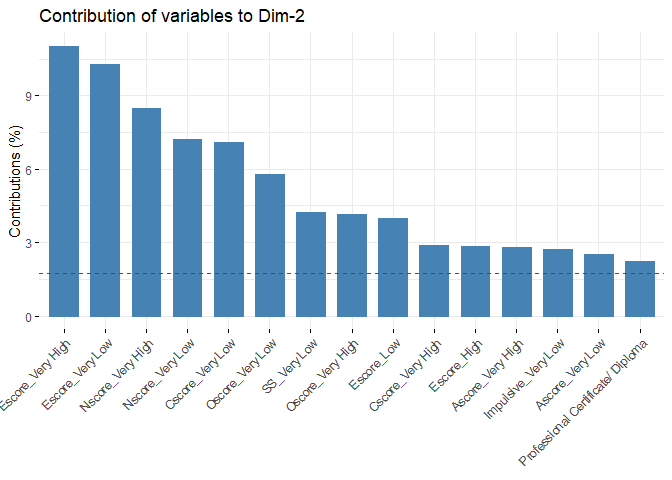 Contribution of variables to Dim-2
Contributions (%)
9
6
3
0
Escore_Very High
Escore_Very Low
Nscore_Very High
Nscore_Very Low
Cscore_Very Low
Oscore_Very Low
SS_Very Low
Oscore_Very High
Escore_Low
Cscore_Very High
Escore_High
Ascore_Very High
Impulsive_Very Low
Ascore_Very Low
Professional Certificate/ Diploma